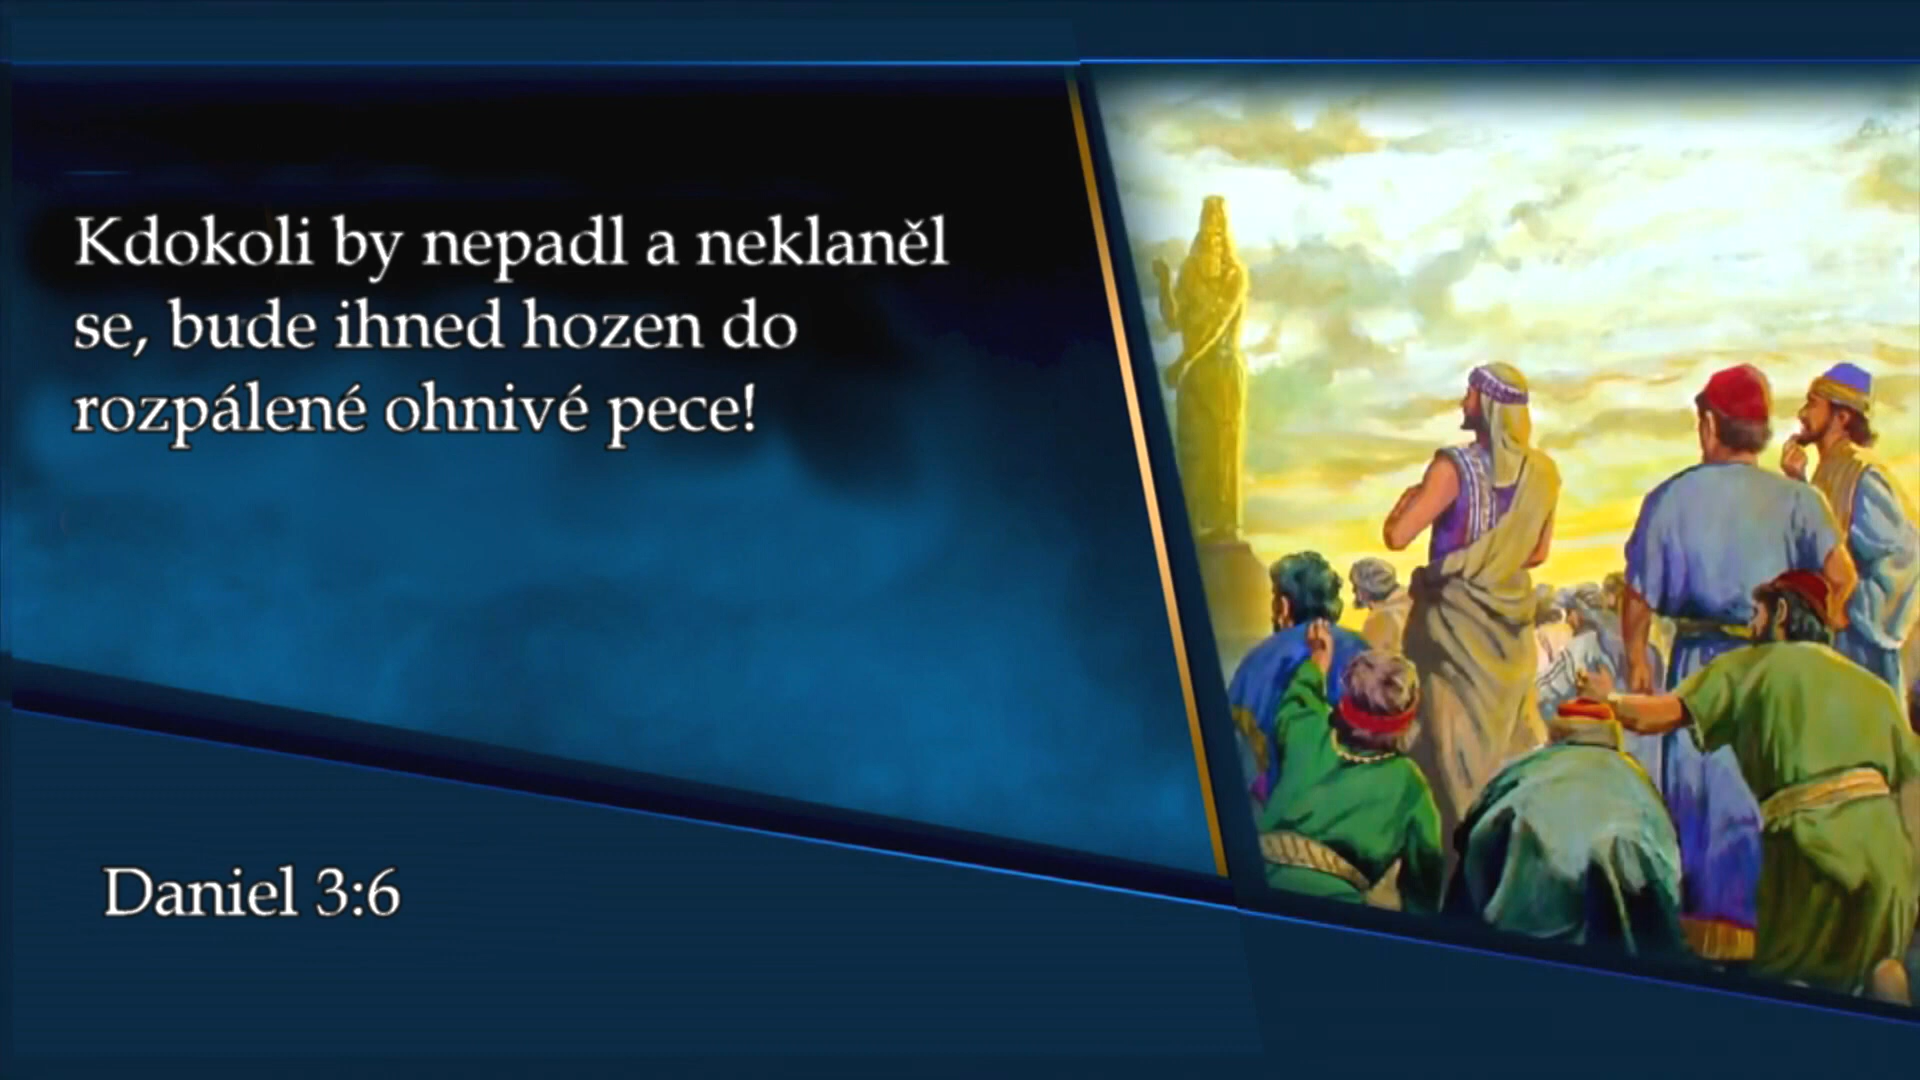 Kdokoli by nepadl a neklaněl
se, bude ihned hozen do
rozpálené ohnivé pece!
Daniel 3:6